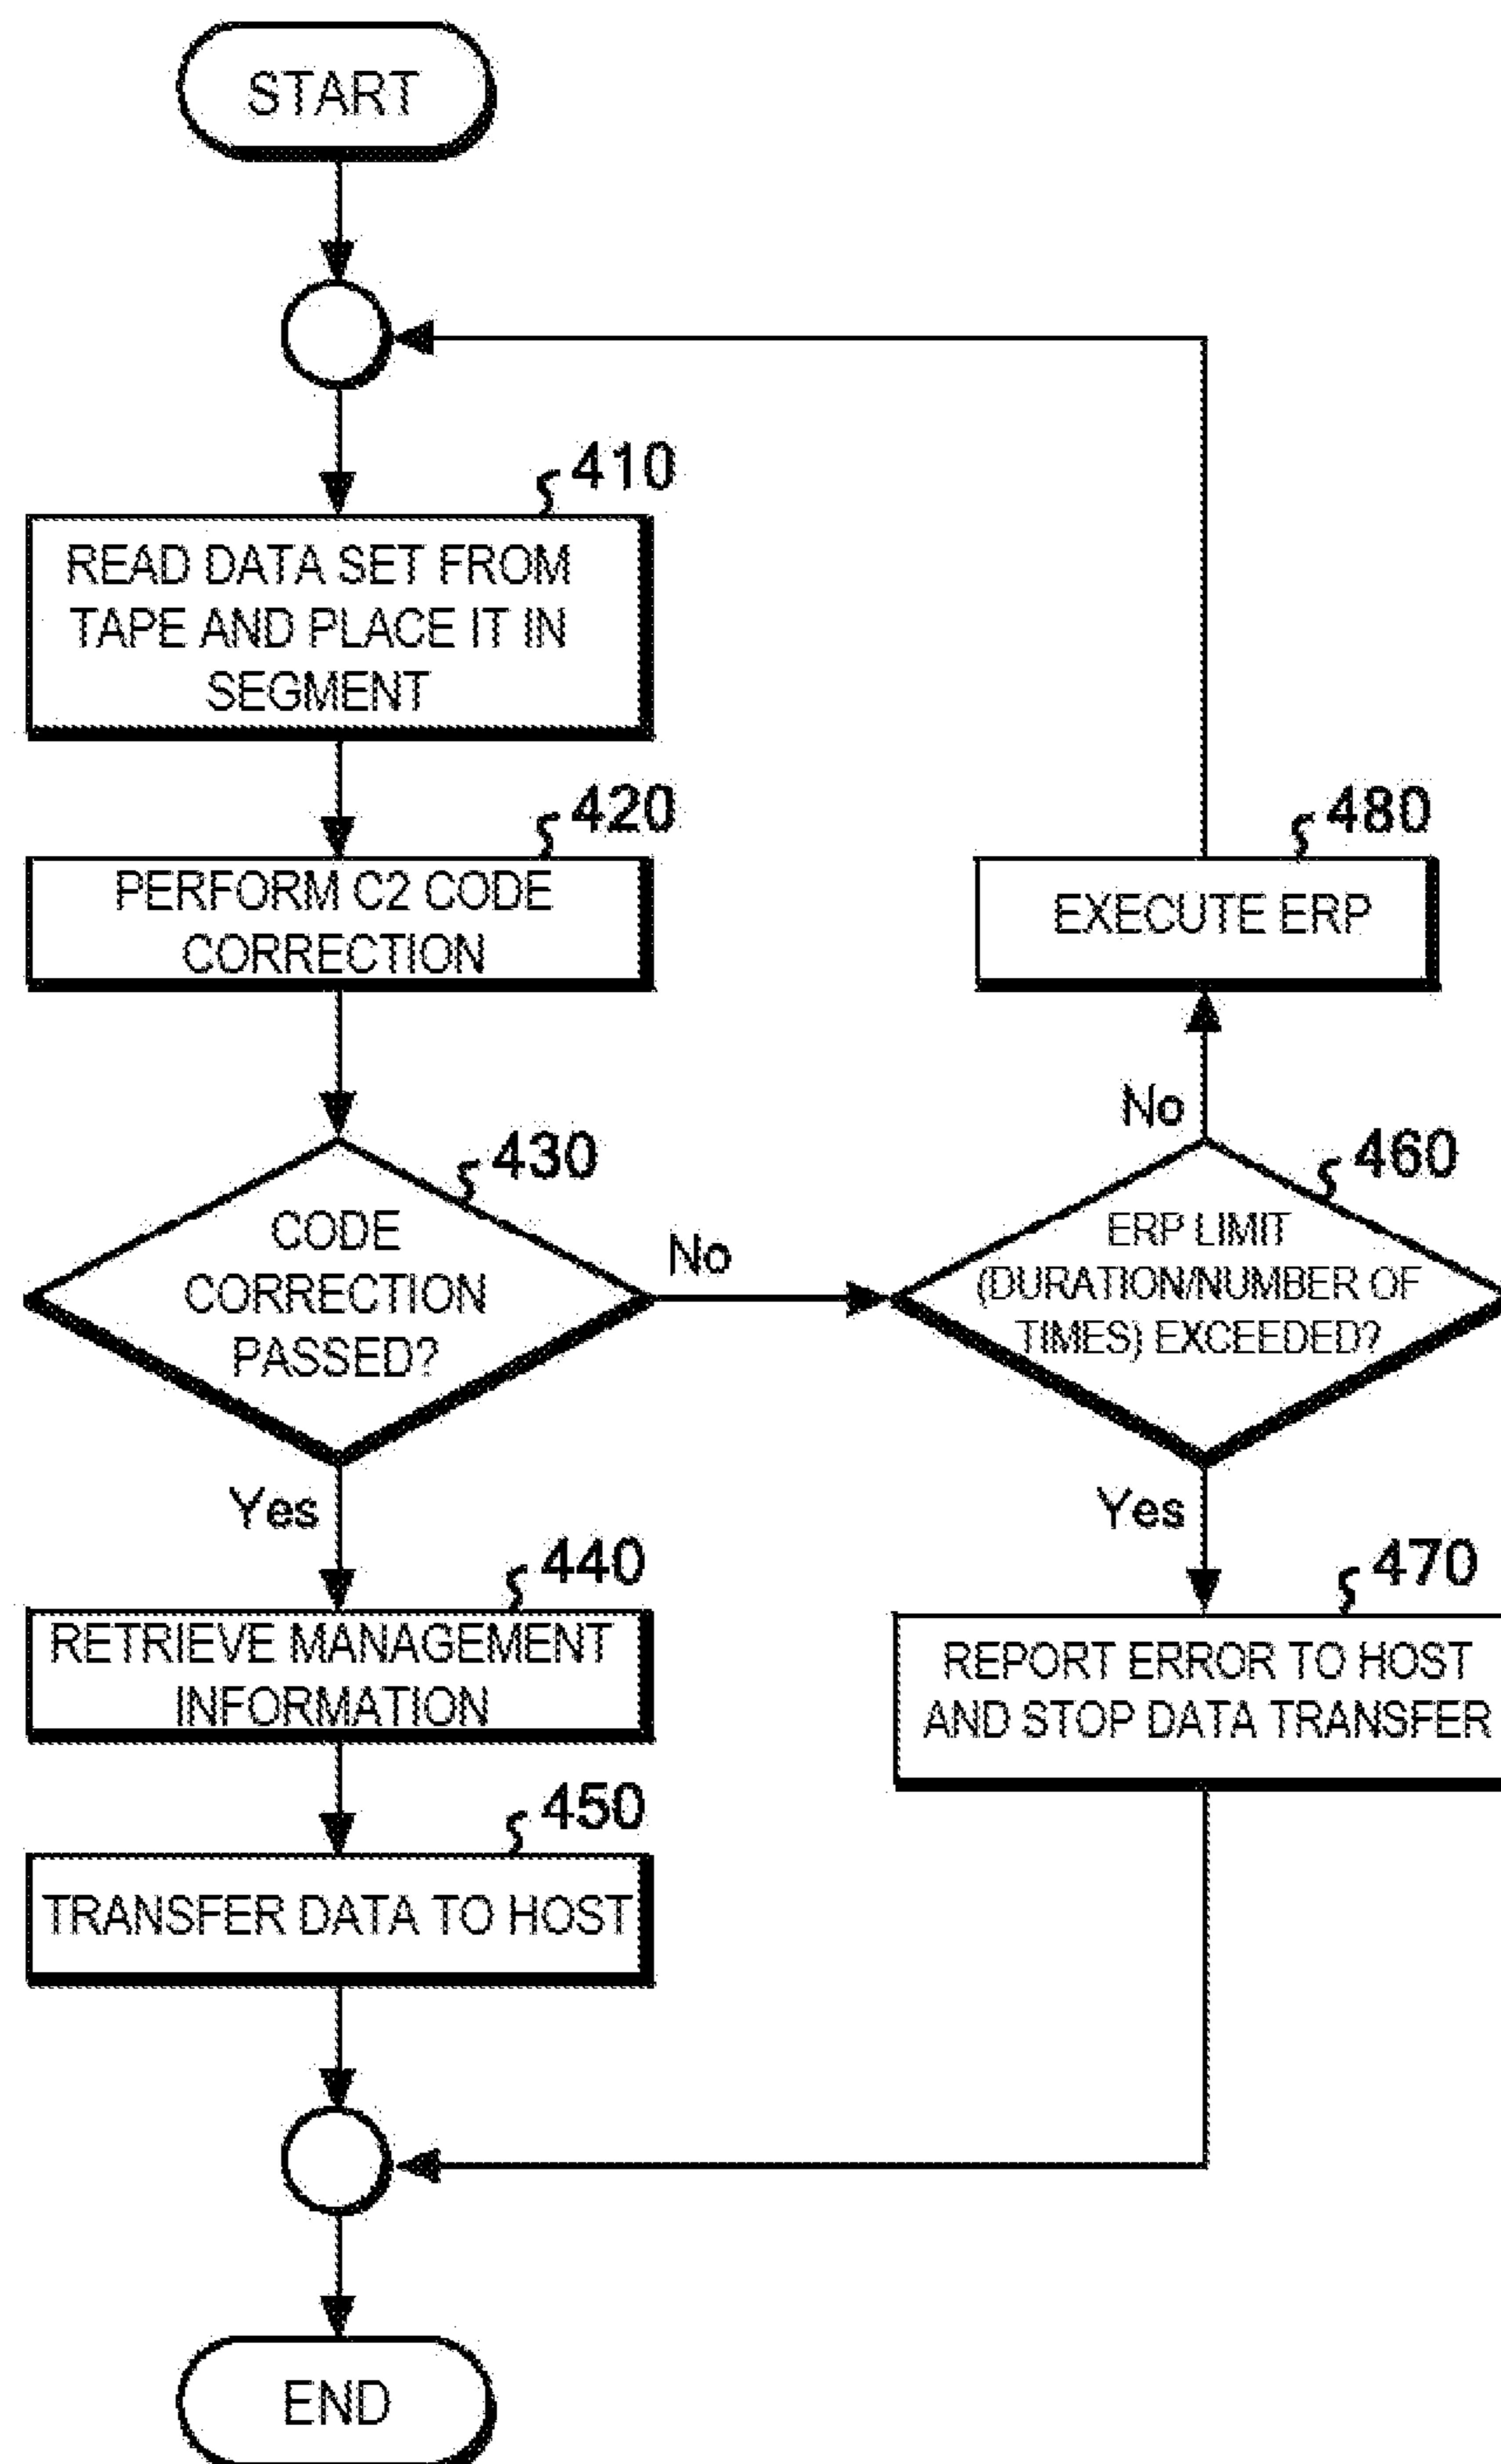 START
410
READ DATA SET FROM
TAPE AND PLACE IT IN
SEGMENT
420
PERFORM C2 CODE
CORRECTION
480
EXECUTE ERP
No
430
CODE
CORRECTION
PASSED?
No
460
ERP LIMIT
(DURATION/NUMBER OF
TIMES) EXCEEDED?
Yes
Yes
440
RETRIEVE MANAGEMENT
INFORMATION
470
REPORT ERROR TO HOST
AND STOP DATA TRANSFER
450
TRANSFER DATA TO HOST
END